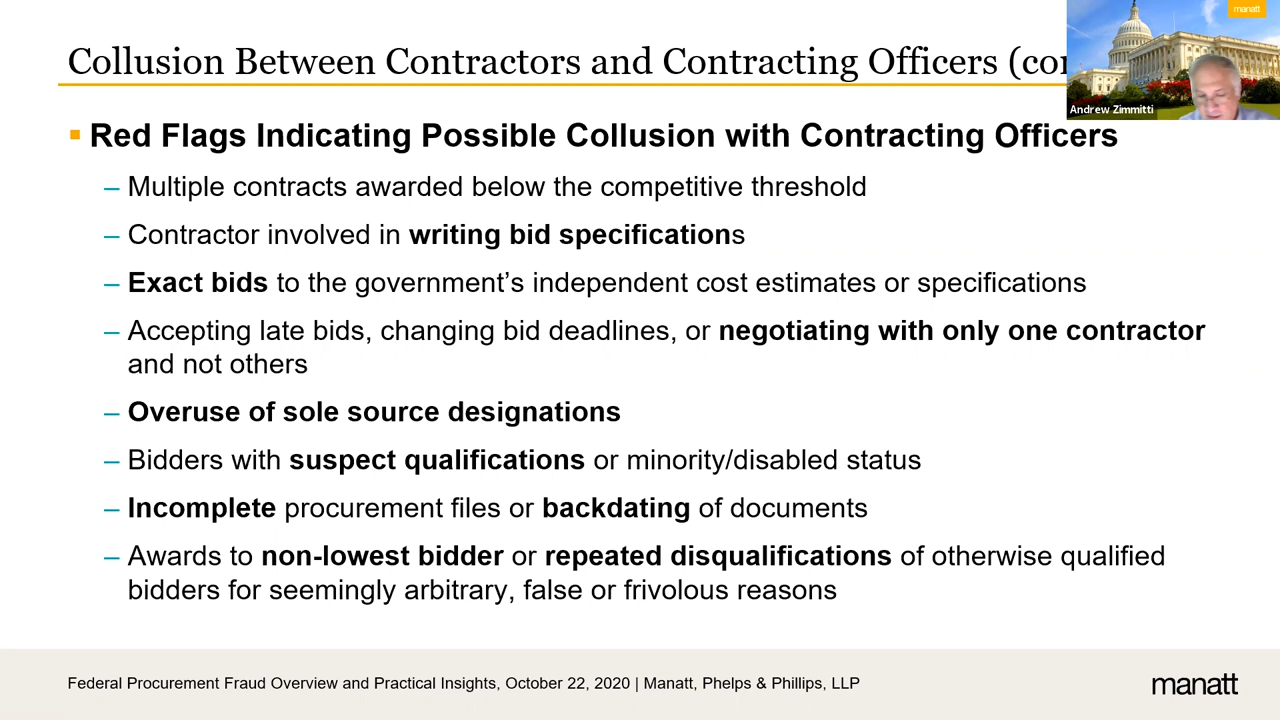 manatt
Collusion Between Contractors and Contracting Officers (co
Andrew Zimmitti
Red Flags Indicating Possible Collusion with Contracting Officers
– Multiple contracts awarded below the competitive threshold
– Contractor involved in writing bid specifications
– Exact bids to the government’s independent cost estimates or specifications
– Accepting late bids, changing bid deadlines, or negotiating with only one contractor
and not others
– Overuse of sole source designations
– Bidders with suspect qualifications or minority/disabled status
– Incomplete procurement files or backdating of documents
– Awards to non-lowest bidder or repeated disqualifications of otherwise qualified
bidders for seemingly arbitrary, false or frivolous reasons
Federal Procurement Fraud Overview and Practical Insights, October 22, 2020 | Manatt, Phelps & Phillips, LLP
manatt